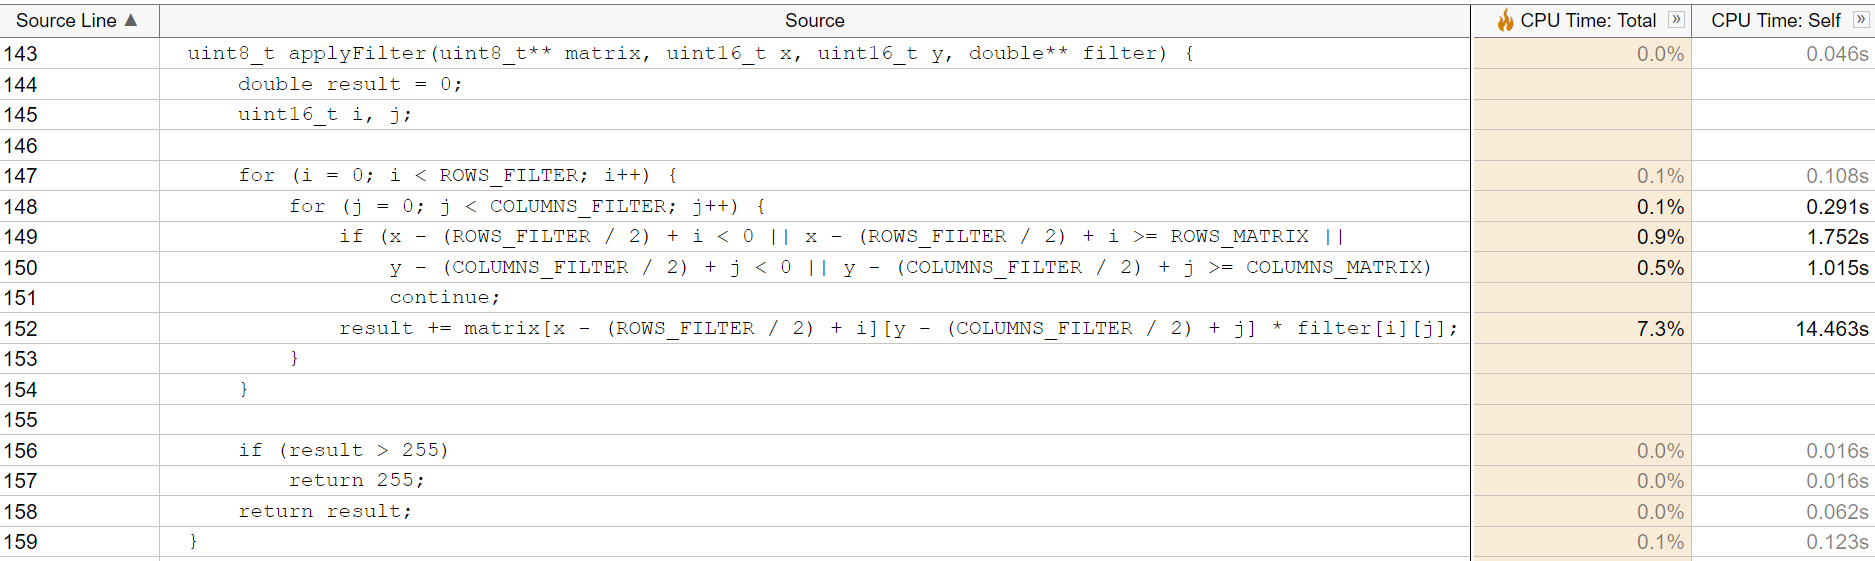 Source Line ▲ Source 🔥 CPU Time: Total » CPU Time: Self »
143 uint8_t applyFilter(uint8_t** matrix, uint16_t x, uint16_t y, double** filter) { 0.0% 0.046s
144 double result = 0;
145 uint16_t i, j;
146
147 for (i = 0; i < ROWS_FILTER; i++) { 0.1% 0.108s
148 for (j = 0; j < COLUMNS_FILTER; j++) { 0.1% 0.291s
149 if (x - (ROWS_FILTER / 2) + i < 0 || x - (ROWS_FILTER / 2) + i >= ROWS_MATRIX || 0.9% 1.752s
150 y - (COLUMNS_FILTER / 2) + j < 0 || y - (COLUMNS_FILTER / 2) + j >= COLUMNS_MATRIX) 0.5% 1.015s
151 continue;
152 result += matrix[x - (ROWS_FILTER / 2) + i][y - (COLUMNS_FILTER / 2) + j] * filter[i][j]; 7.3% 14.463s
153 }
154 }
155
156 if (result > 255) 0.0% 0.016s
157 return 255; 0.0% 0.016s
158 return result; 0.0% 0.062s
159 } 0.1% 0.123s